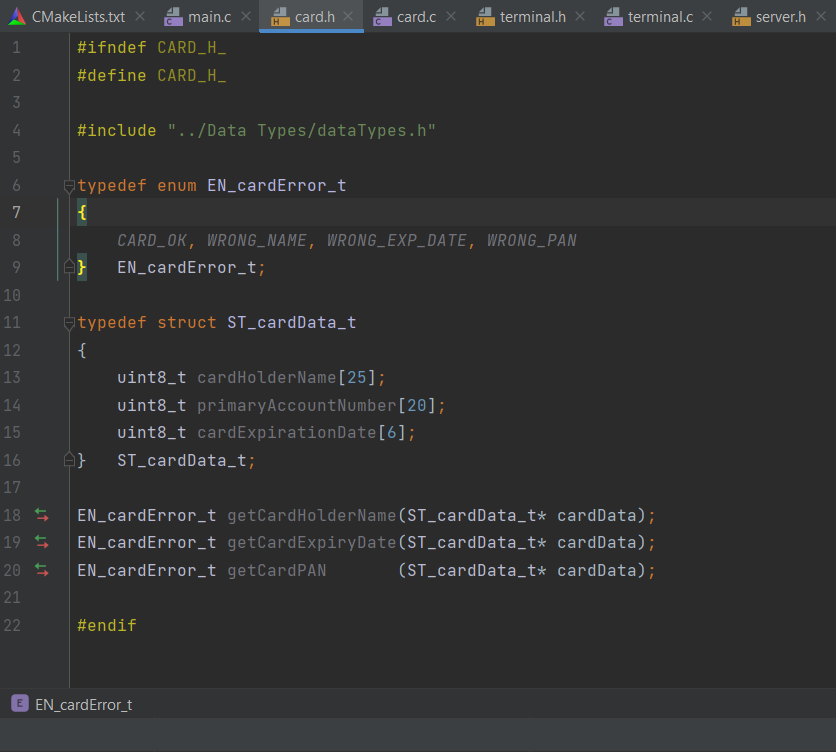 CMakeLists.txt main.c card.h card.c terminal.h terminal.c server.h
1 #ifndef CARD_H_
2 #define CARD_H_
3
4 #include "../Data Types/dataTypes.h"
5
6 typedef enum EN_cardError_t
7 {
8     CARD_OK, WRONG_NAME, WRONG_EXP_DATE, WRONG_PAN
9 }   EN_cardError_t;
10
11 typedef struct ST_cardData_t
12 {
13     uint8_t cardHolderName[25];
14     uint8_t primaryAccountNumber[20];
15     uint8_t cardExpirationDate[6];
16 }   ST_cardData_t;
17
18 EN_cardError_t getCardHolderName(ST_cardData_t* cardData);
19 EN_cardError_t getCardExpiryDate(ST_cardData_t* cardData);
20 EN_cardError_t getCardPAN       (ST_cardData_t* cardData);
21
22 #endif
E EN_cardError_t